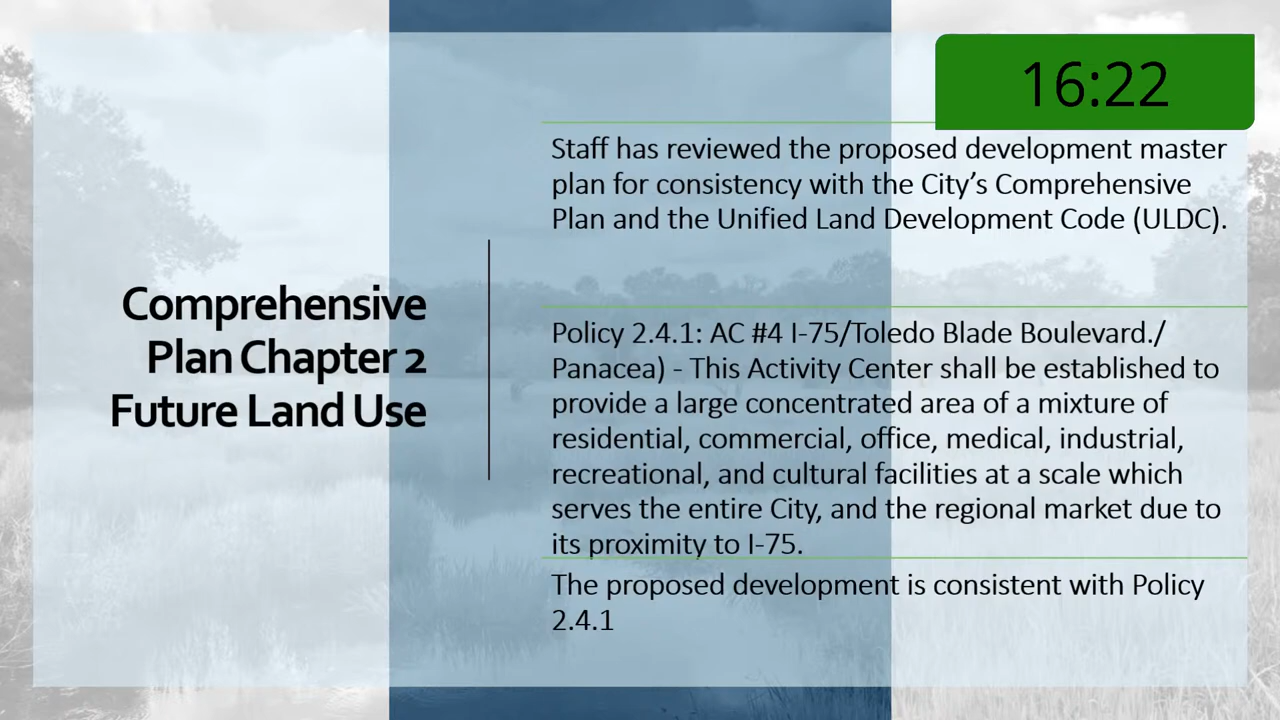 16:22
Staff has reviewed the proposed development master
plan for consistency with the City’s Comprehensive
Plan and the Unified Land Development Code (ULDC).
Comprehensive
Plan Chapter 2
Future Land Use
Policy 2.4.1: AC #4 I-75/Toledo Blade Boulevard./
Panacea) - This Activity Center shall be established to
provide a large concentrated area of a mixture of
residential, commercial, office, medical, industrial,
recreational, and cultural facilities at a scale which
serves the entire City, and the regional market due to
its proximity to I-75.
The proposed development is consistent with Policy
2.4.1